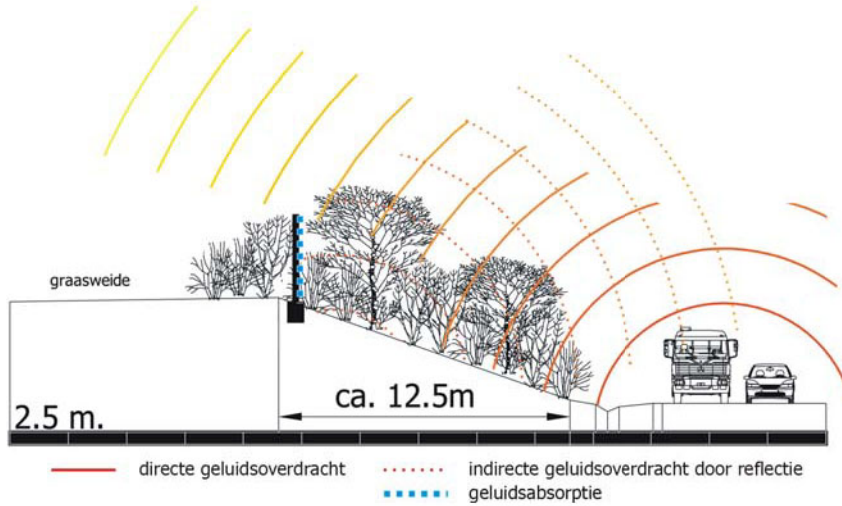 graasweide
ca. 12.5m
2.5 m.
directe geluidsoverdracht
indirecte geluidsoverdracht door reflectie
geluidsabsorptie